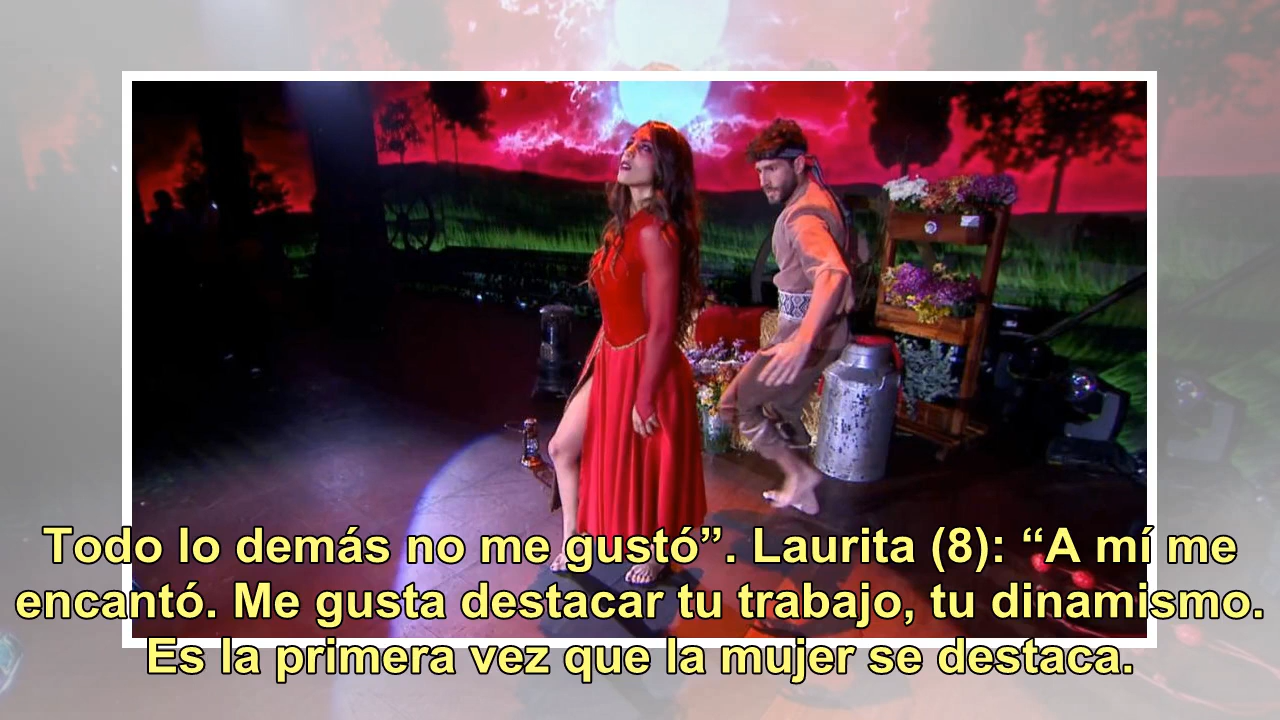 Todo lo demás no me gustó”. Laurita (8): “A mí me
encantó. Me gusta destacar tu trabajo, tu dinamismo.
Es la primera vez que la mujer se destaca.